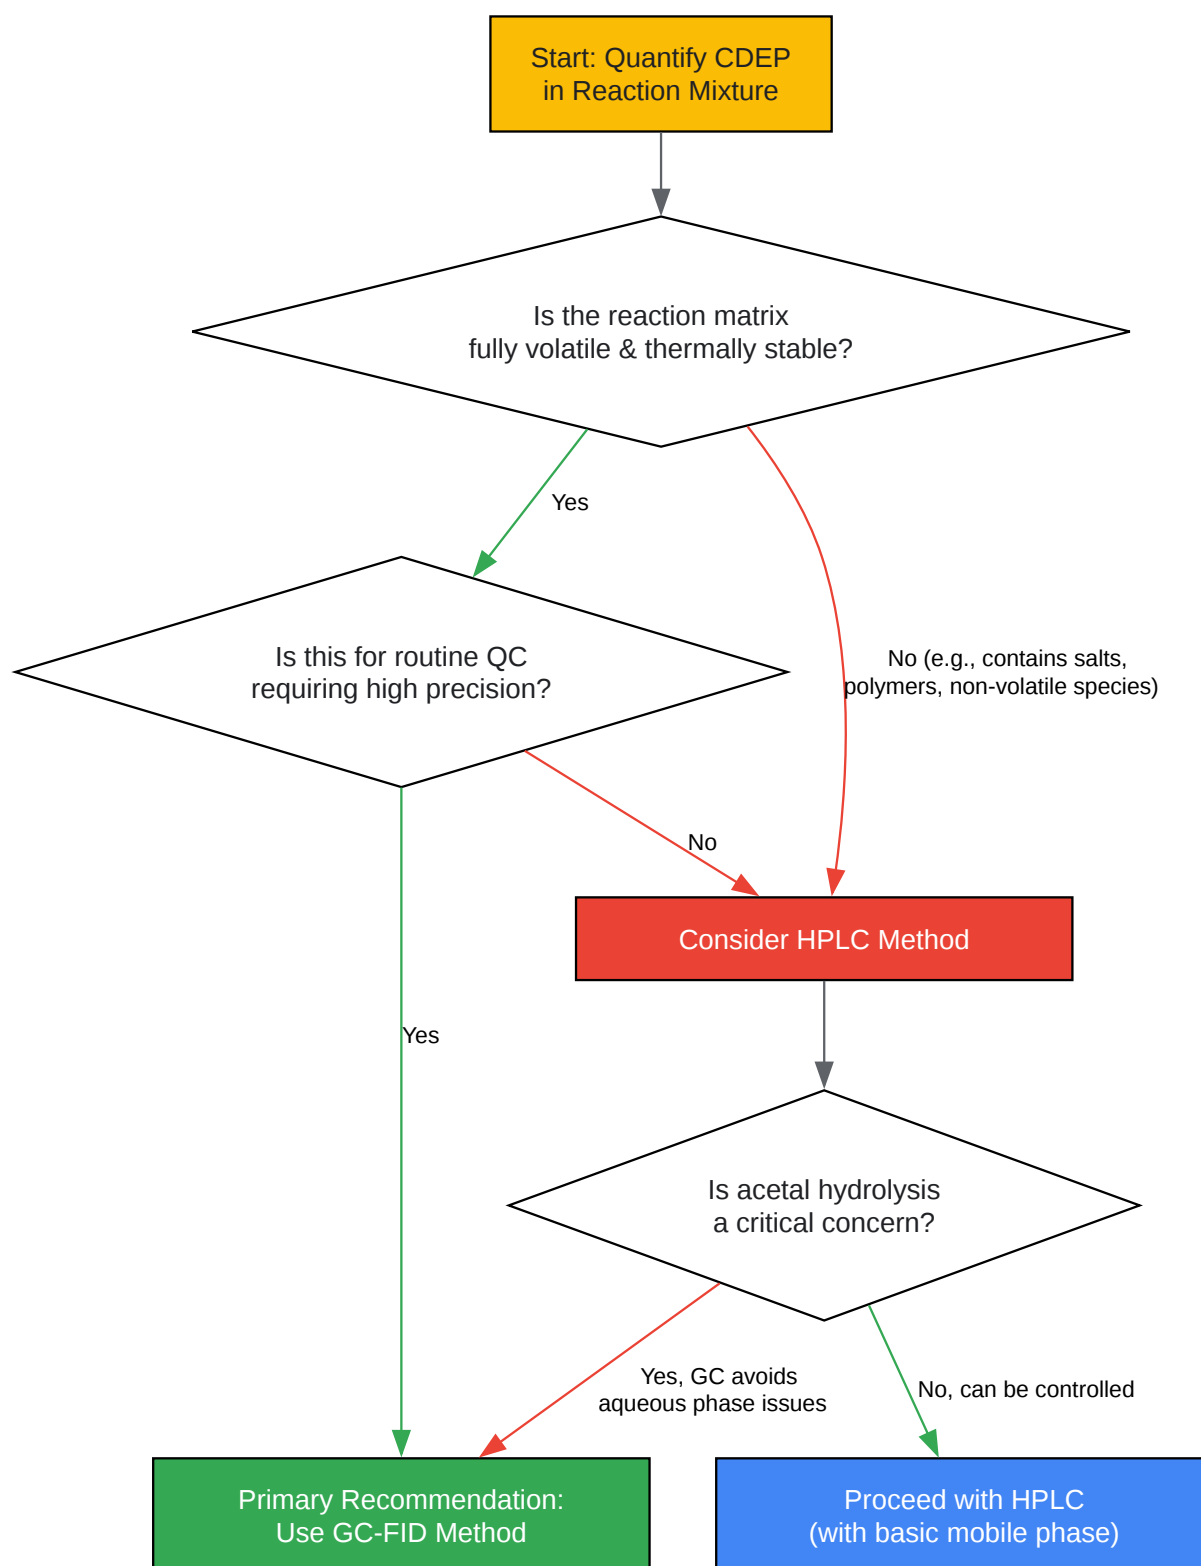 Start: Quantify CDEP
in Reaction Mixture
Is the reaction matrix
fully volatile & thermally stable?
Yes
Is this for routine QC
requiring high precision?
No (e.g., contains salts,
polymers, non-volatile species)
No
Consider HPLC Method
Yes
Is acetal hydrolysis
a critical concern?
Yes, GC avoids
aqueous phase issues
No, can be controlled
Primary Recommendation:
Use GC-FID Method
Proceed with HPLC
(with basic mobile phase)